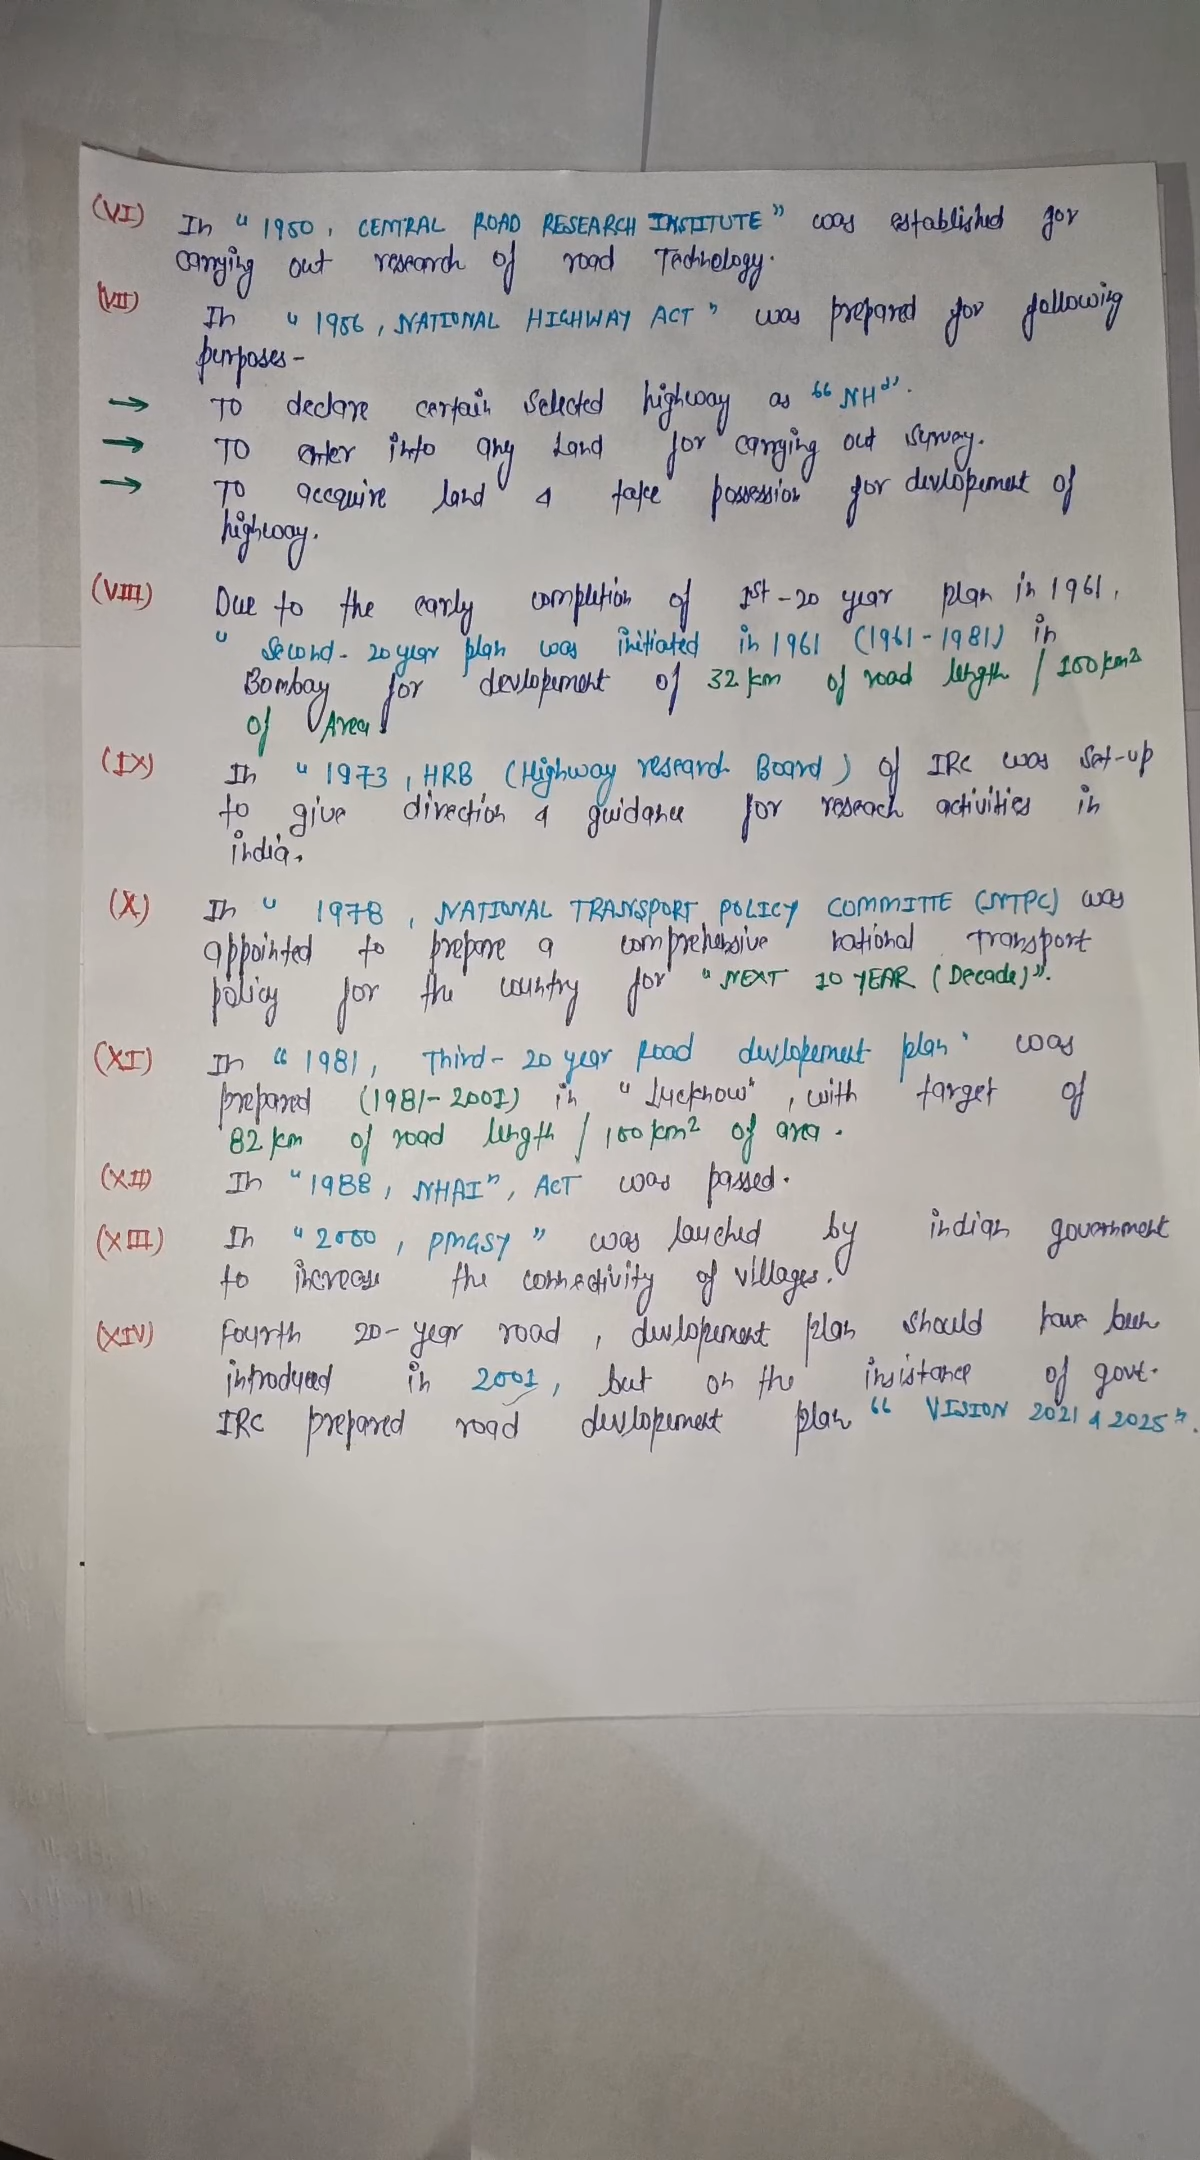 (VI) In " 1950, CENTRAL ROAD RESEARCH INSTITUTE" was established for
carrying out research of road Technology.
(VII) In " 1956, NATIONAL HIGHWAY ACT " was prepared for following
purposes-
→ TO declare certain selected highway as "NH".
→ TO enter into any Land for carrying out survay.
→ TO accquire land & take possession for devlopement of
highway.
(VIII) Due to the early completion of 1st-20 year plan in 1961,
" Second-20 year plan was initiated in 1961 (1961-1981) in
Bombay for devlopement of 32 km of road length / 100 km²
of Area
(IX) In " 1973, HRB (Highway research Board) of IRC was set-up
to give direction & guidance for reseach activities in
india.
(X) In " 1978, NATIONAL TRANSPORT POLICY COMMITTE (NTPC) was
appointed to prepare a comprehensive national Transport
policy for the country for "NEXT 10 YEAR (Decade)".
(XI) In " 1981, Third-20 year Road devlopement plan" was
prepared (1981-2001) in "Lucknow", with target of
82 km of road length / 100 km² of area.
(XII) In "1988, NHAI", ACT was passed.
(XIII) In "2000, PMGSY " was lauched by indian government
to increase the connectivity of villages.
(XIV) Fourth 20-year road, devlopement plan should have been
introduced in 2001, but on the insistance of govt.
IRC prepared road devlopement plan " VISION 2021 & 2025".